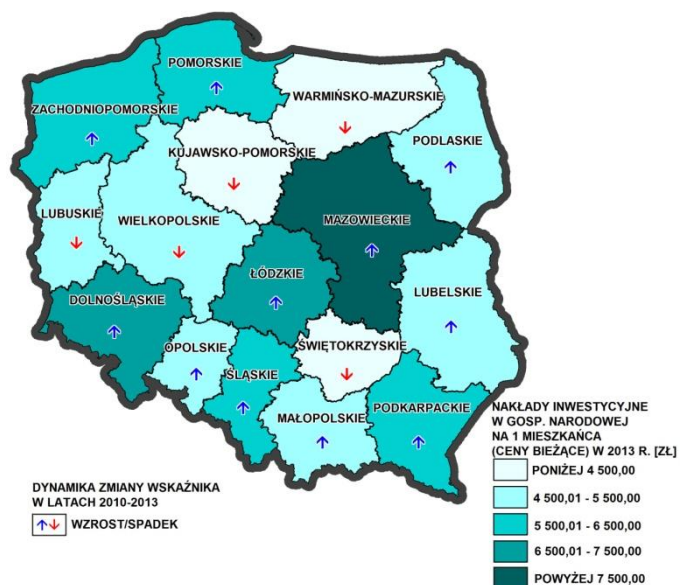 POMORSKIE
WARMIŃSKO-MAZURSKIE
ZACHODNIOPOMORSKIE
PODLASKIE
KUJAWSKO-POMORSKIE
LUBUSKIE
WIELKOPOLSKIE
MAZOWIECKIE
ŁÓDZKIE
LUBELSKIE
DOLNOŚLĄSKIE
OPOLSKIE
ŚWIĘTOKRZYSKIE
ŚLĄSKIE
MAŁOPOLSKIE
PODKARPACKIE
NAKŁADY INWESTYCYJNE
W GOSP. NARODOWEJ
NA 1 MIESZKAŃCA
(CENY BIEŻĄCE) W 2013 R. [ZŁ]
PONIŻEJ 4 500,00
4 500,01 - 5 500,00
5 500,01 - 6 500,00
6 500,01 - 7 500,00
POWYŻEJ 7 500,00
DYNAMIKA ZMIANY WSKAŹNIKA
W LATACH 2010-2013
WZROST/SPADEK